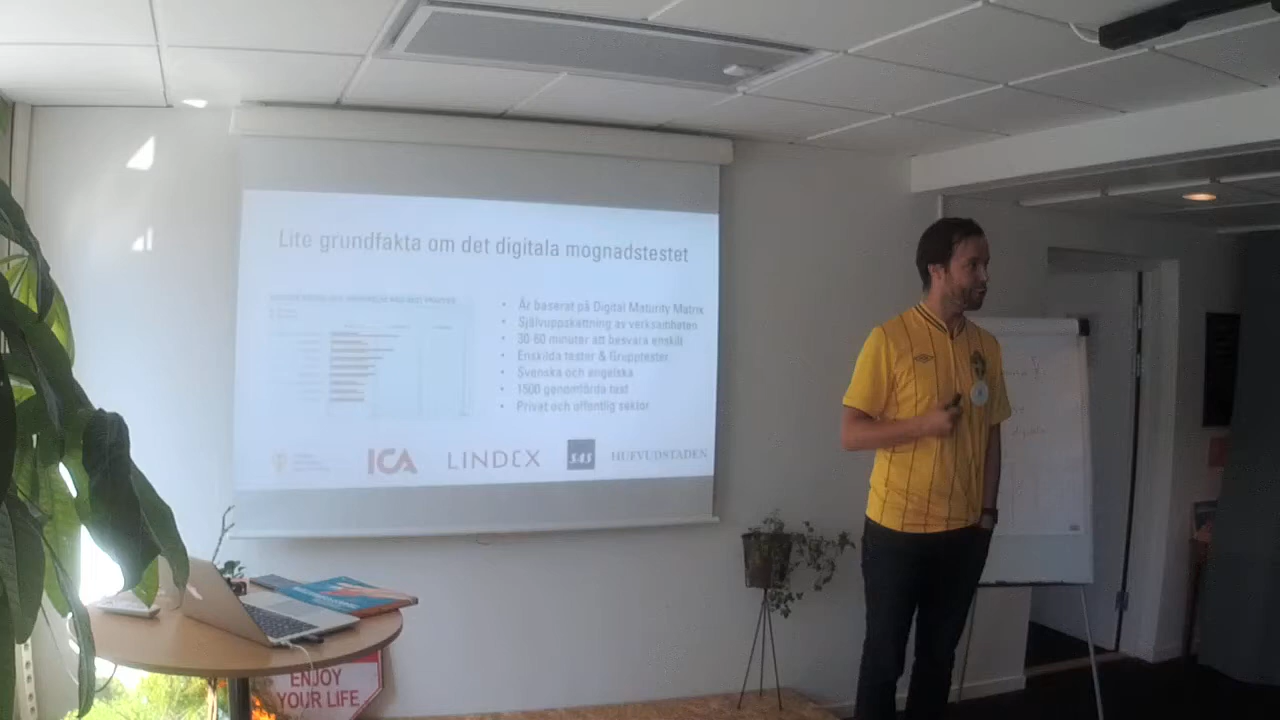 Lite grundfakta om det digitala mognadstestet
• Är baserat på Digital Maturity Matrix
• Självuppskattning av verksamheten
• 30-60 minuter att besvara enskilt
• Enskilda tester & Grupptester
• Svenska och engelska
• 1500 genomförda test
• Privat och offentlig sektor
ICA
LINDEX
SAS
HUFVUDSTADEN
ENJOY
YOUR LIFE